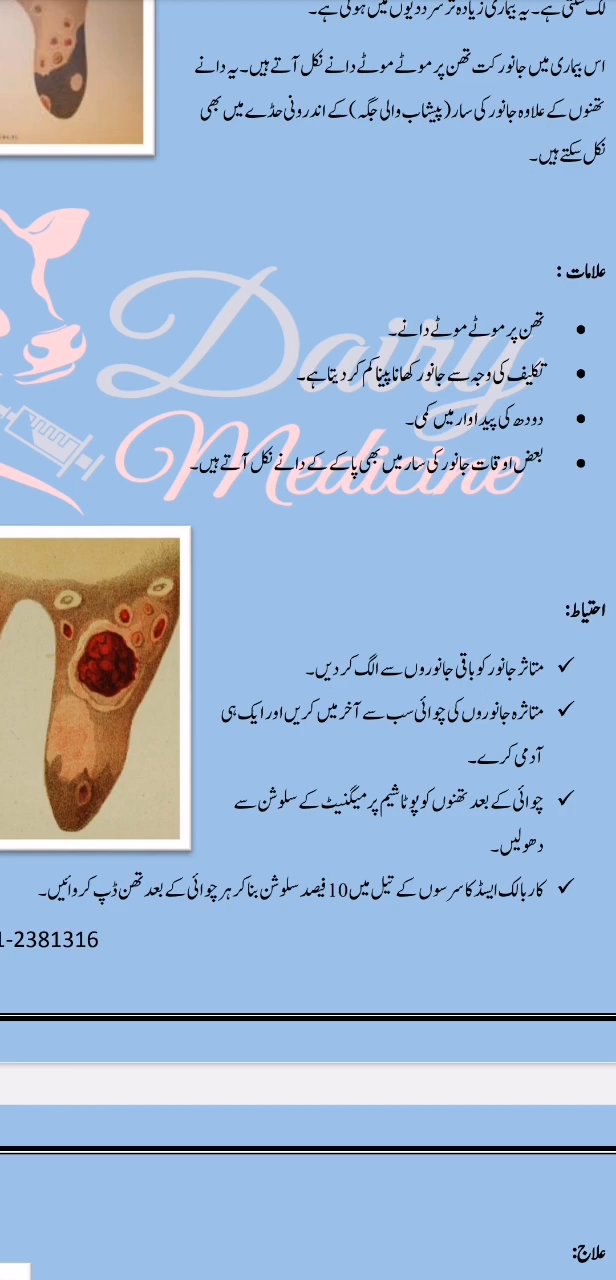 لگ سکتی ہے۔ یہ بیماری زیادہ تر سردیوں میں ہوتی ہے۔
اس بیماری میں جانور کت تھن پر موٹے موٹے دانے نکل آتے ہیں۔ یہ دانے
تھنوں کے علاوہ جانور کی سار (پیشاب والی جگہ) کے اندرونی حڈے میں بھی
نکل سکتے ہیں۔
علامات :
• تھن پر موٹے موٹے دانے۔
• تکلیف کی وجہ سے جانور کھانا پینا کم کر دیتا ہے۔
• دودھ کی پیداوار میں کمی۔
• بعض اوقات جانور کی سار میں بھی پاکے کے دانے نکل آتے ہیں۔
Dairy
Medicine
احتیاط:
✓ متاثر جانور کو باقی جانوروں سے الگ کر دیں۔
✓ متاثرہ جانوروں کی چوائی سب سے آخر میں کریں اور ایک ہی
آدمی کرے۔
✓ چوائی کے بعد تھنوں کو پوٹاشیم پر میگنیٹ کے سلوشن سے
دھولیں۔
✓ کاربالک ایسڈ کا سرسوں کے تیل میں 10 فیصد سلوشن بنا کر ہر چوائی کے بعد تھن ڈپ کروائیں۔
1-2381316
علاج: